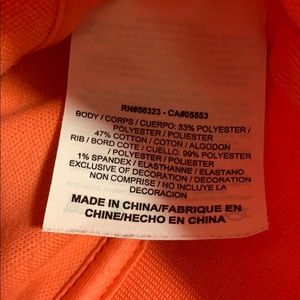 RN#56323 - CA#05553
BODY / CORPS / CUERPO: 53% POLYESTER /
POLYESTER / POLIESTER
47% COTTON / COTON / ALGODON
RIB / BORD COTE / CUELLO: 99% POLYESTER /
POLYESTER / POLIESTER
1% SPANDEX / ELASTHANNE / ELASTANO
EXCLUSIVE OF DECORATION / DECORATION
NON COMPRISE / NO INCLUYE LA
DECORACION
MADE IN CHINA/FABRIQUE EN
CHINE/HECHO EN CHINA